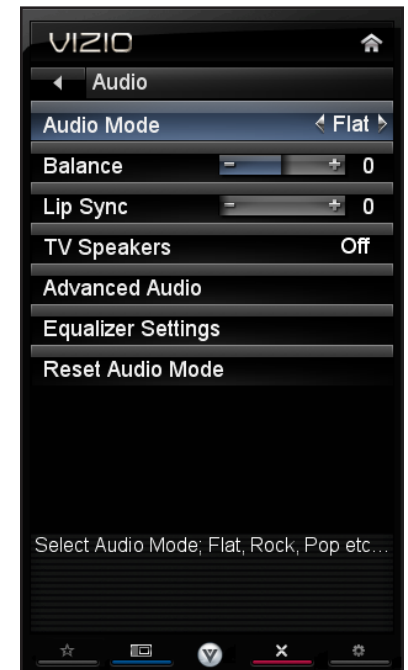 VIZIO
Audio
Audio Mode Flat
Balance - + 0
Lip Sync - + 0
TV Speakers Off
Advanced Audio
Equalizer Settings
Reset Audio Mode
Select Audio Mode; Flat, Rock, Pop etc...
V